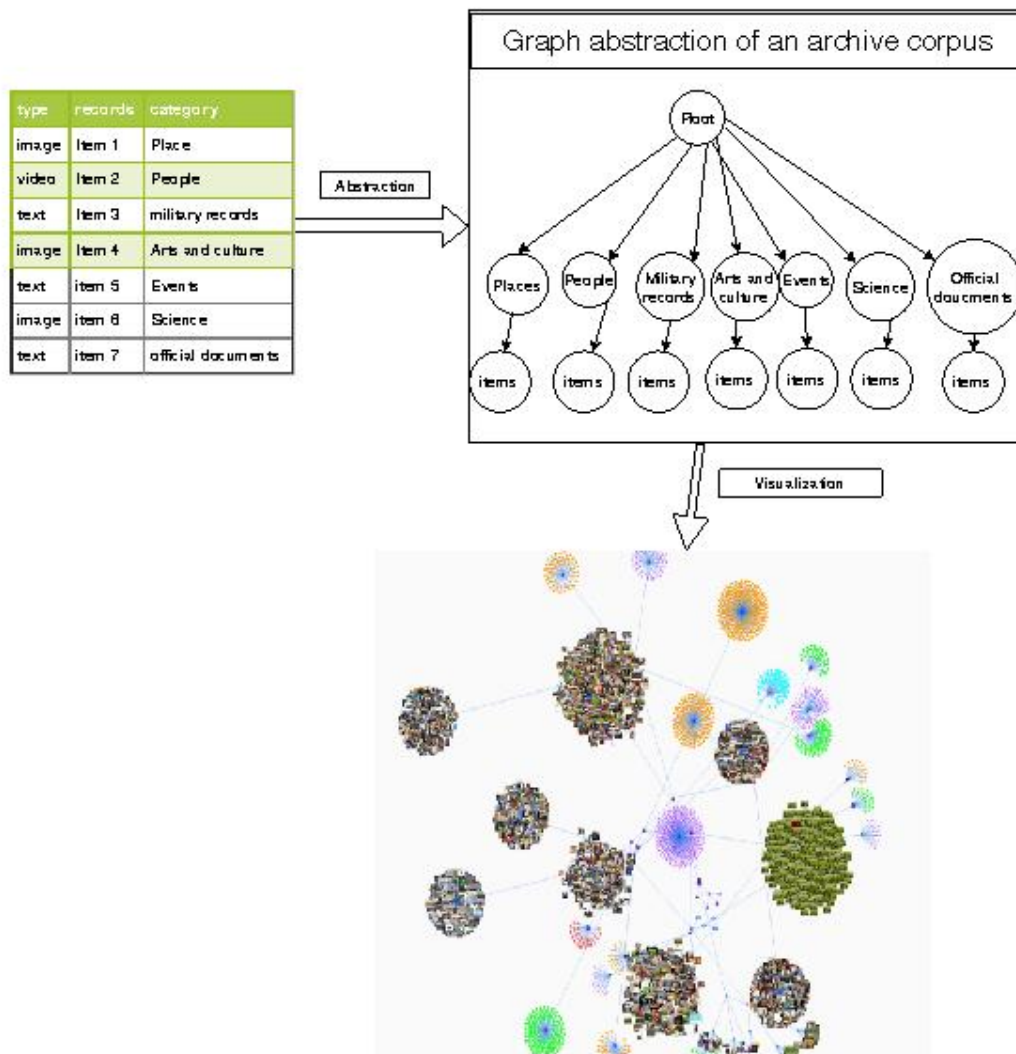 Graph abstraction of an archive corpus
type records category
image Item 1 Place
video Item 2 People
text Item 3 military records
image Item 4 Arts and culture
text item 5 Events
image item 6 Science
text item 7 official documents
Abstraction
Root
Places
People
Military
records
Arts and
culture
Events
Science
Official
doucments
items
items
items
items
items
items
items
Visualization